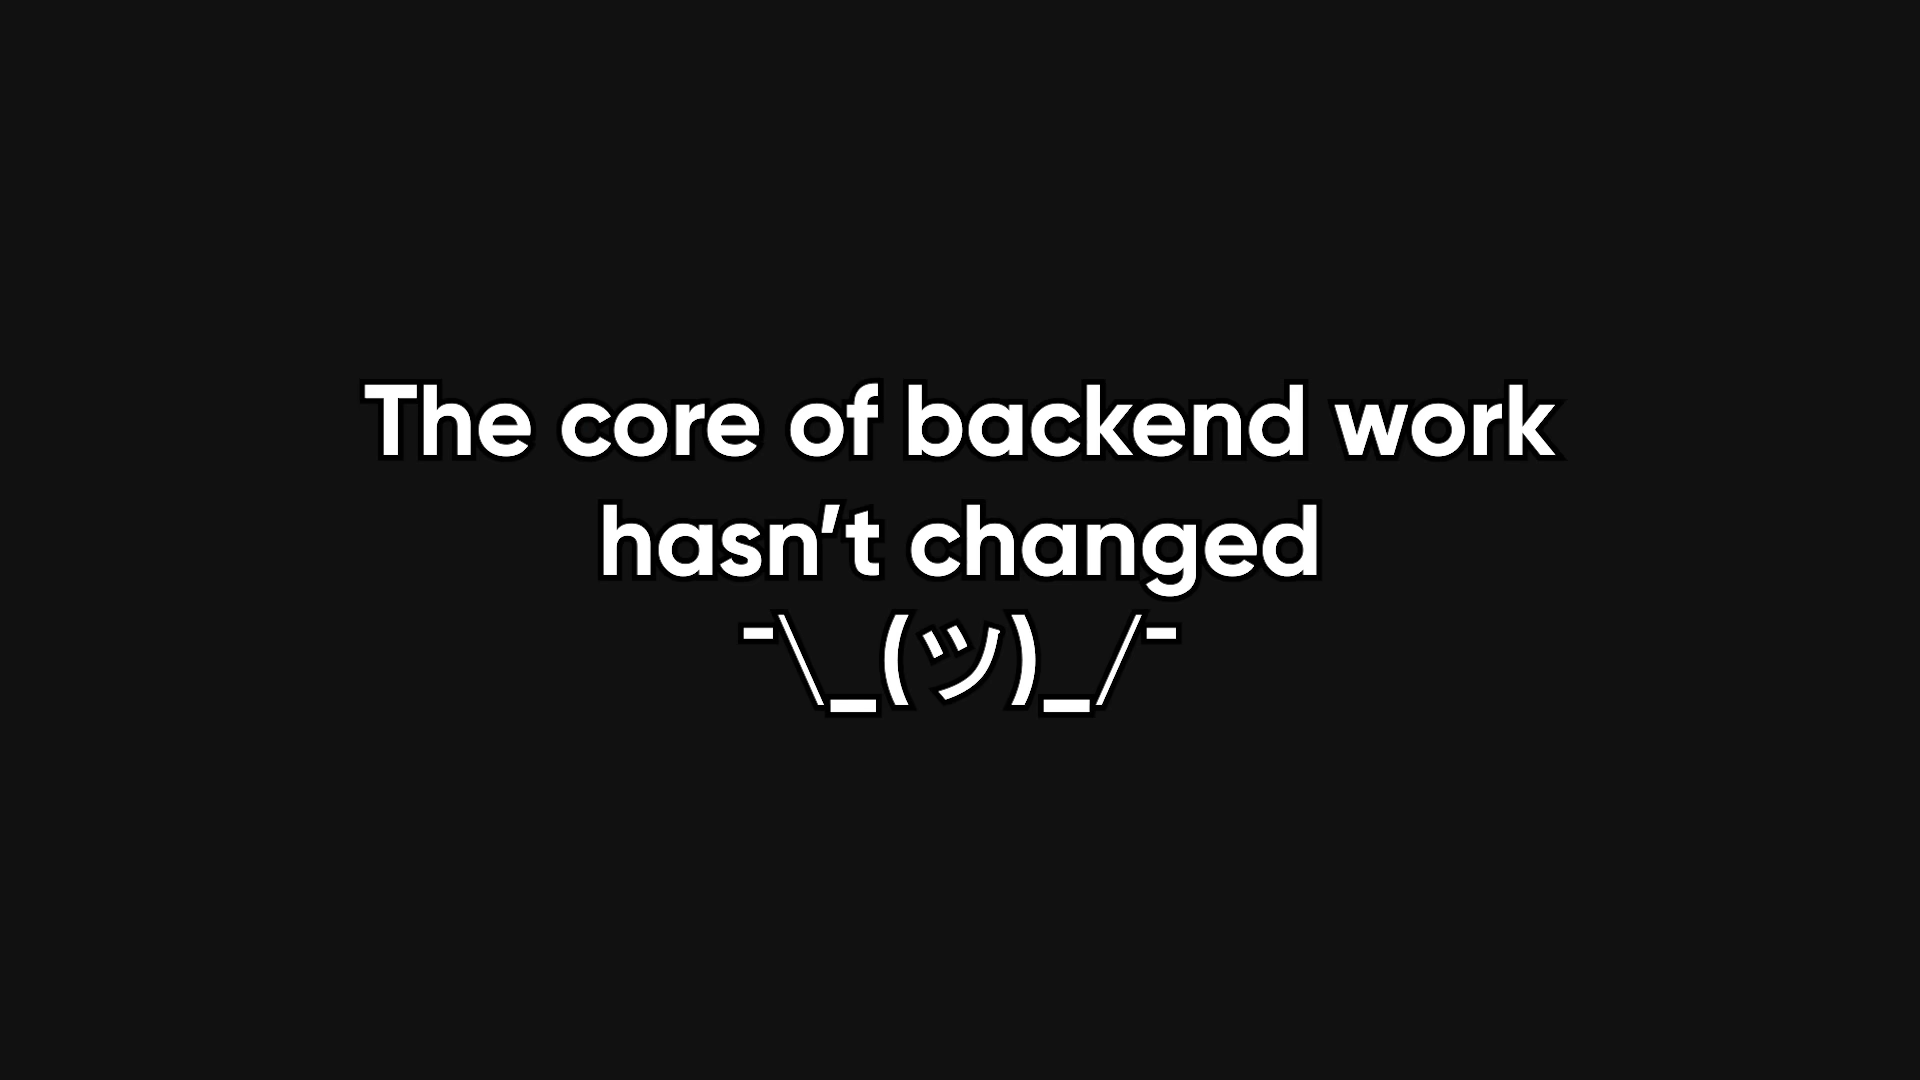 The core of backend work
hasn’t changed
¯\_(ツ)_/¯